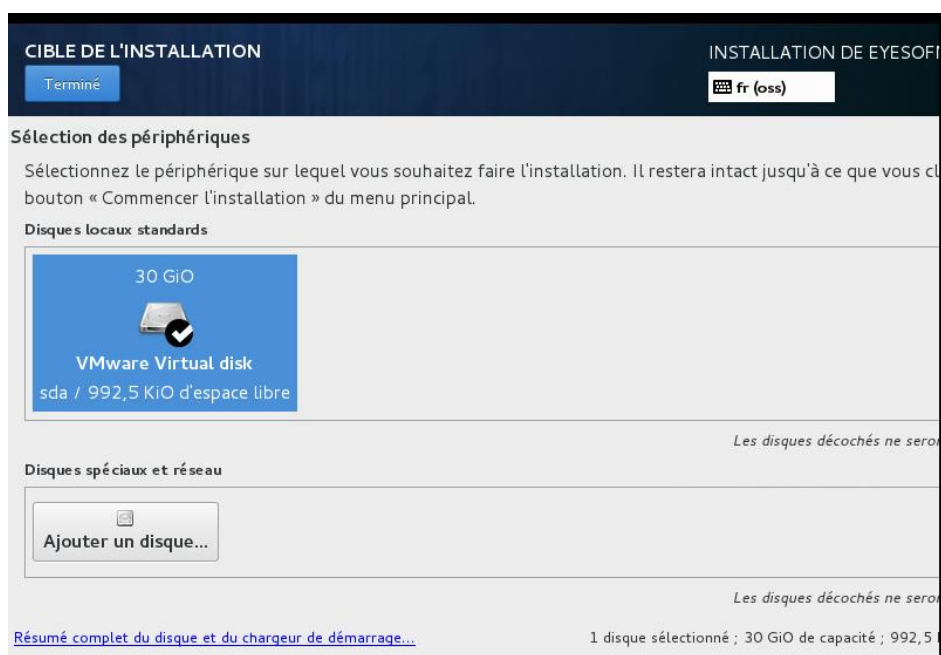 CIBLE DE L'INSTALLATION
INSTALLATION DE EYESOF
Terminé
fr (oss)
Sélection des périphériques
Sélectionnez le périphérique sur lequel vous souhaitez faire l'installation. Il restera intact jusqu'à ce que vous cl
bouton « Commencer l'installation » du menu principal.
Disques locaux standards
30 GiO
VMware Virtual disk
sda / 992,5 KiO d'espace libre
Les disques décochés ne sero
Disques spéciaux et réseau
Ajouter un disque...
Les disques décochés ne sero
Résumé complet du disque et du chargeur de démarrage...
1 disque sélectionné ; 30 GiO de capacité ; 992,5